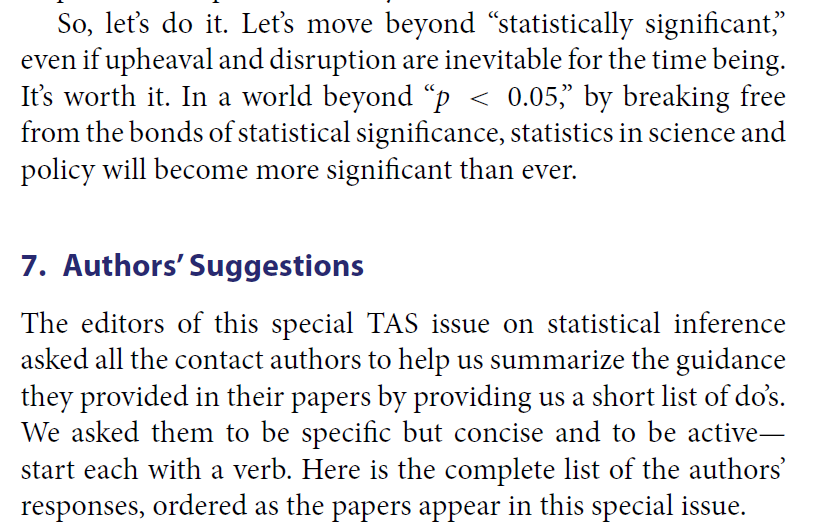 So, let's do it. Let's move beyond “statistically significant,”
even if upheaval and disruption are inevitable for the time being.
It's worth it. In a world beyond “p < 0.05,” by breaking free
from the bonds of statistical significance, statistics in science and
policy will become more significant than ever.
7. Authors' Suggestions
The editors of this special TAS issue on statistical inference
asked all the contact authors to help us summarize the guidance
they provided in their papers by providing us a short list of do's.
We asked them to be specific but concise and to be active—
start each with a verb. Here is the complete list of the authors'
responses, ordered as the papers appear in this special issue.